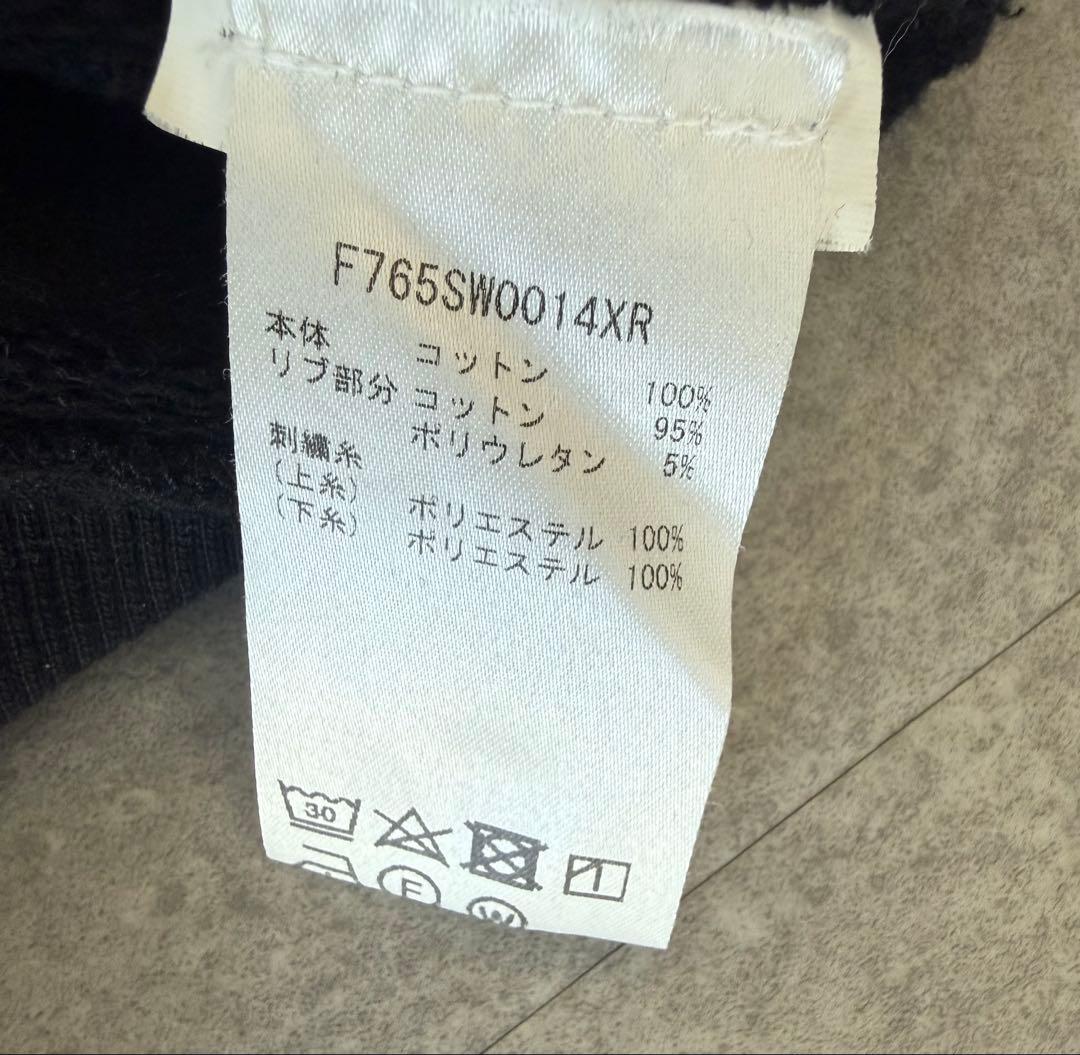 F765SW0014XR
本体 コットン 100%
リブ部分 コットン 95%
ポリウレタン 5%
刺繍糸
(上糸) ポリエステル 100%
(下糸) ポリエステル 100%
30
F
W